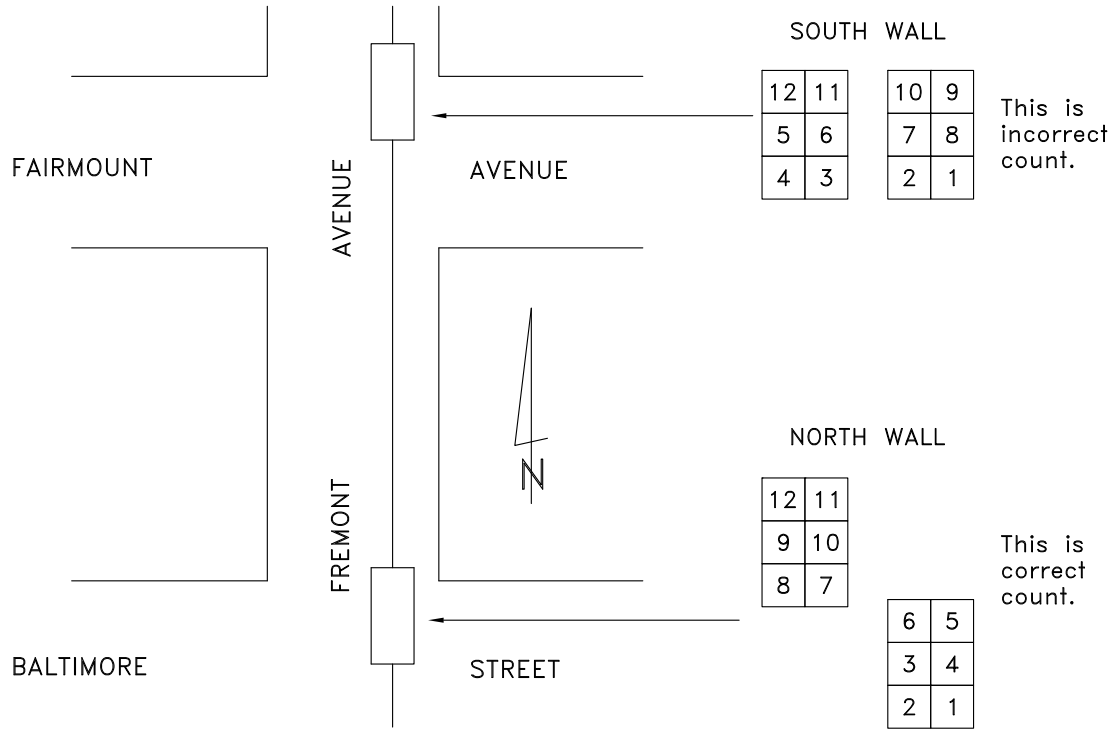 SOUTH WALL
12 11 10 9
5 6 7 8
4 3 2 1
This is
incorrect
count.
FAIRMOUNT
AVENUE
AVENUE
FREMONT
N
NORTH WALL
12 11
9 10
8 7
6 5
3 4
2 1
This is
correct
count.
BALTIMORE
STREET